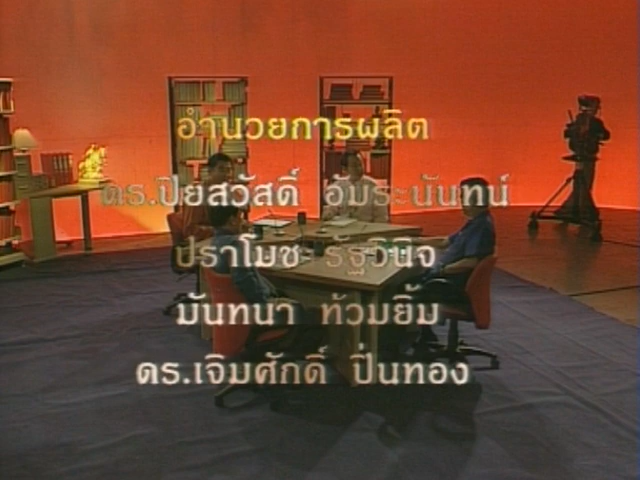 อำนวยการผลิต
ดร.ปิยสวัสดิ์ อัมระนันทน์
ปราโมช รัฐวินิจ
มันทนา ท้วมยิ้ม
ดร.เจิมศักดิ์ ปิ่นทอง